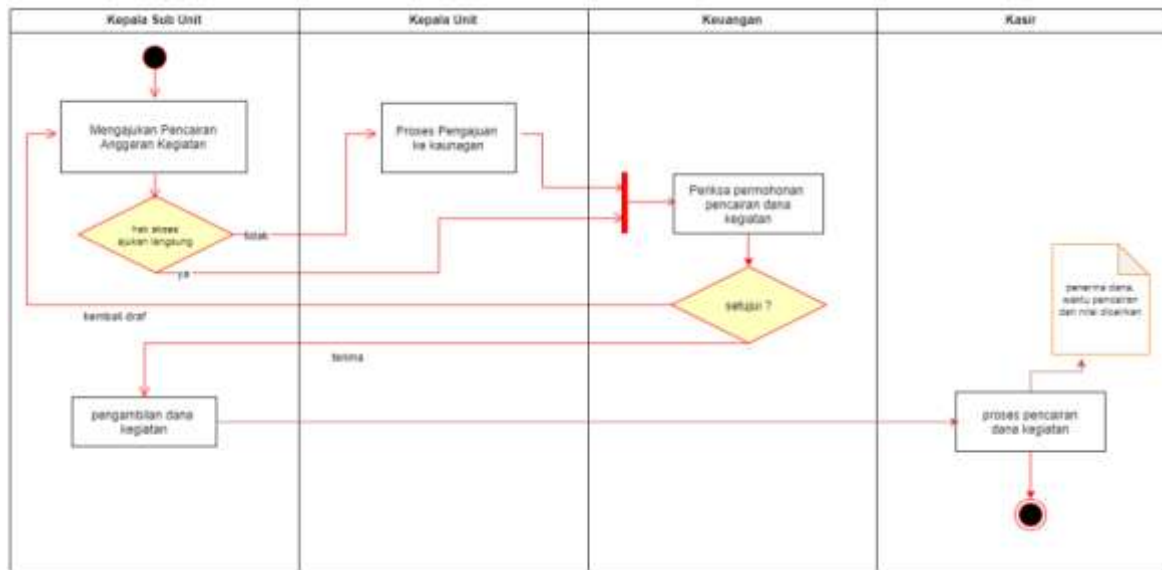 Kepala Sub Unit
Kepala Unit
Keuangan
Kasir
Mengajukan Pencairan
Anggaran Kegiatan
Proses Pengajuan
ke kaunagan
Periksa permohonan
pencairan dana
kegiatan
hak akses
ajukan langsung
tidak
ya
setujui ?
kembali draf
terima
penerima dana,
waktu pencairan
dan nilai dicairkan
pengambilan dana
kegiatan
proses pencairan
dana kegiatan